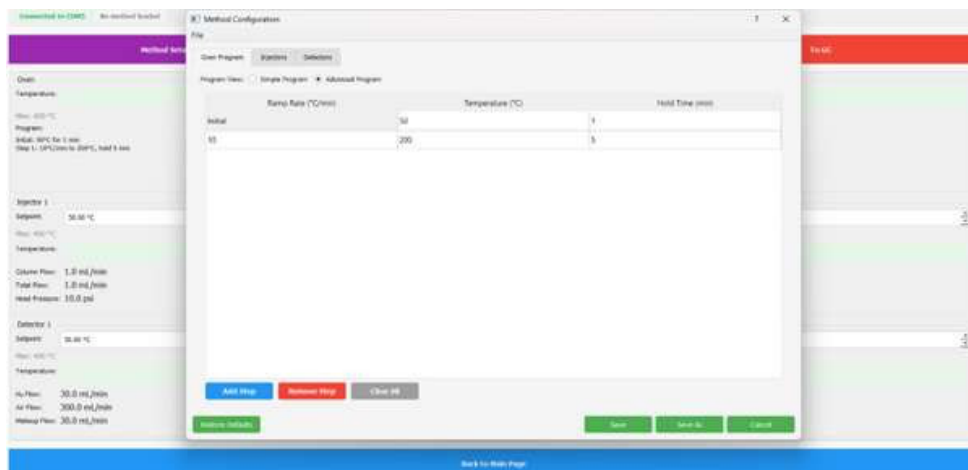 Connected to COM5 No method loaded
Method Configuration
File
Method Setup
To GC
Oven Program Injectors Detectors
Program View: Simple Program Advanced Program
Ramp Rate (°C/min) Temperature (°C) Hold Time (min)
Initial 50 1
10 200 5
Add Step Remove Step Clear All
Restore Defaults Save Save As Cancel
Oven
Temperature:
Max: 400 °C
Program:
Initial: 50°C for 1 min
Step 1: 10°C/min to 200°C, hold 5 min
Injector 1
Setpoint: 50.00 °C
Max: 400 °C
Temperature:
Column Flow: 1.0 mL/min
Total Flow: 1.0 mL/min
Head Pressure: 10.0 psi
Detector 1
Setpoint: 50.00 °C
Max: 400 °C
Temperature:
H₂ Flow: 30.0 mL/min
Air Flow: 300.0 mL/min
Makeup Flow: 30.0 mL/min
Back to Main Page